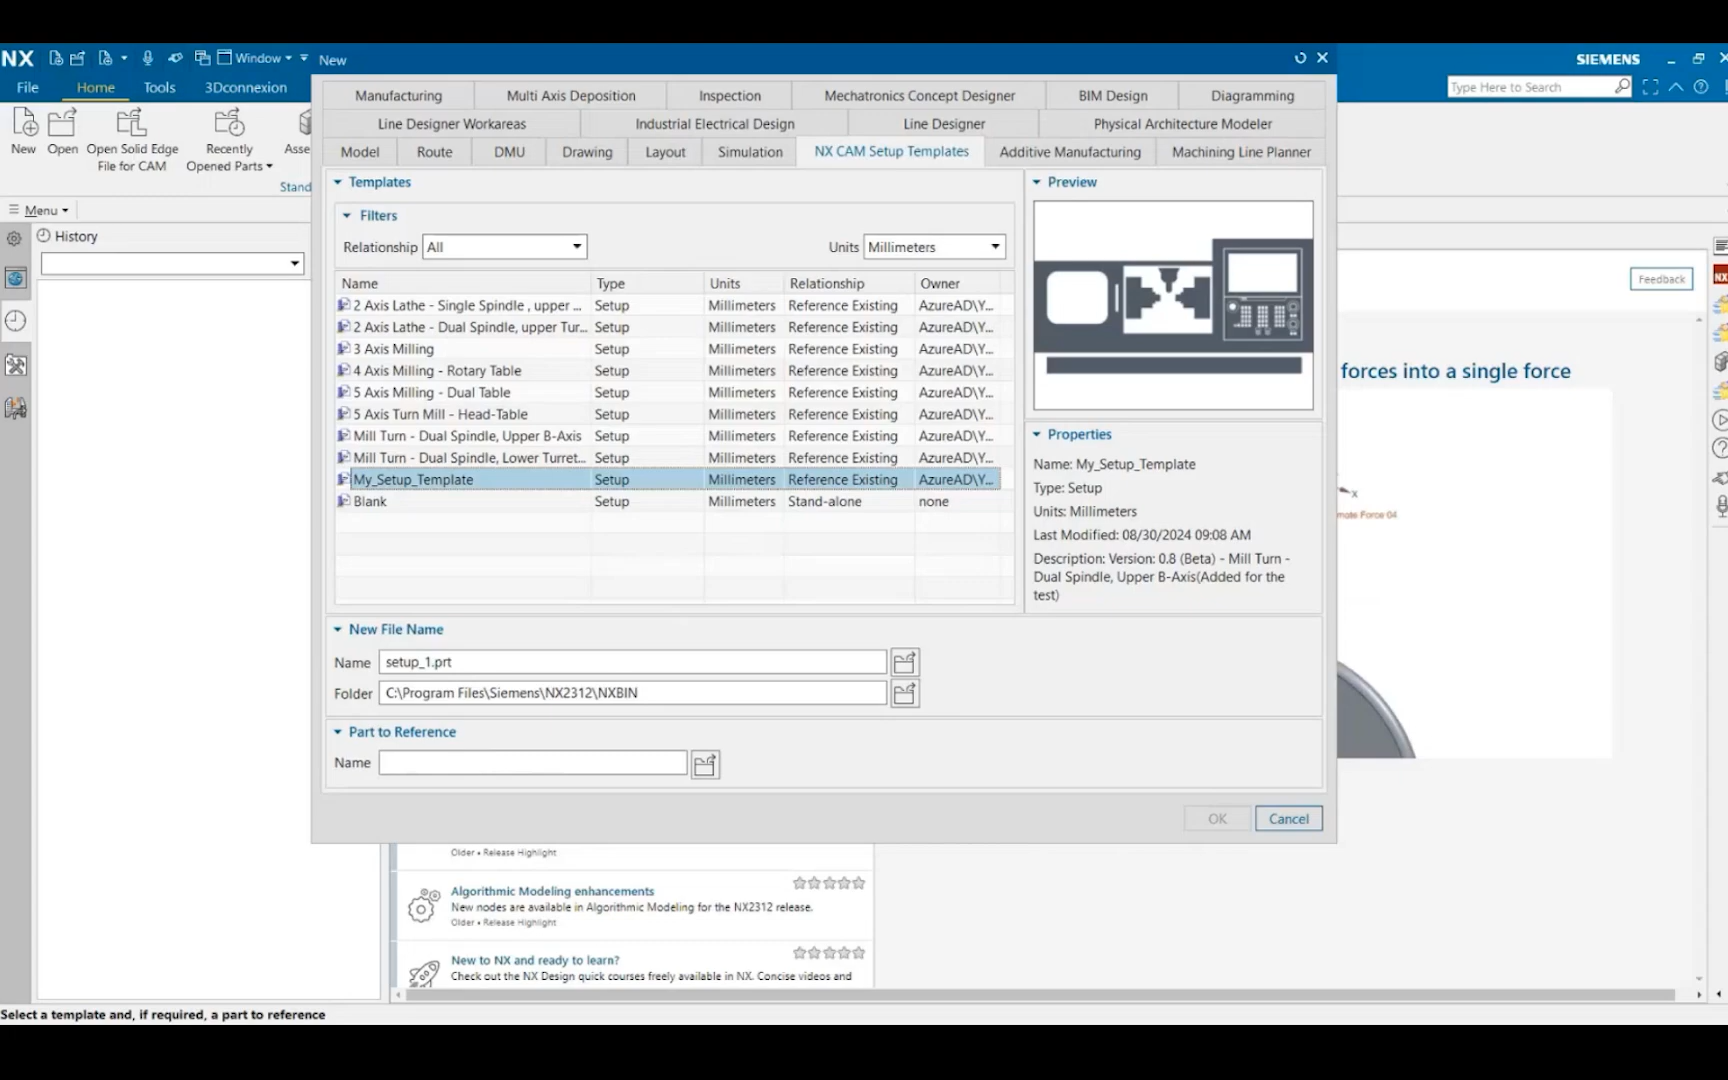 NX
Window
New
SIEMENS
File
Home
Tools
3Dconnexion
Type Here to Search
New
Open
Open Solid Edge
File for CAM
Recently
Opened Parts
Asse
Stand
Menu
History
Manufacturing
Multi Axis Deposition
Inspection
Mechatronics Concept Designer
BIM Design
Diagramming
Line Designer Workareas
Industrial Electrical Design
Line Designer
Physical Architecture Modeler
Model
Route
DMU
Drawing
Layout
Simulation
NX CAM Setup Templates
Additive Manufacturing
Machining Line Planner
Templates
Filters
Relationship All
Units Millimeters
Name Type Units Relationship Owner
2 Axis Lathe - Single Spindle , upper ... Setup Millimeters Reference Existing AzureAD\Y...
2 Axis Lathe - Dual Spindle, upper Tur... Setup Millimeters Reference Existing AzureAD\Y...
3 Axis Milling Setup Millimeters Reference Existing AzureAD\Y...
4 Axis Milling - Rotary Table Setup Millimeters Reference Existing AzureAD\Y...
5 Axis Milling - Dual Table Setup Millimeters Reference Existing AzureAD\Y...
5 Axis Turn Mill - Head-Table Setup Millimeters Reference Existing AzureAD\Y...
Mill Turn - Dual Spindle, Upper B-Axis Setup Millimeters Reference Existing AzureAD\Y...
Mill Turn - Dual Spindle, Lower Turret... Setup Millimeters Reference Existing AzureAD\Y...
My_Setup_Template Setup Millimeters Reference Existing AzureAD\Y...
Blank Setup Millimeters Stand-alone none
Preview
Properties
Name: My_Setup_Template
Type: Setup
Units: Millimeters
Last Modified: 08/30/2024 09:08 AM
Description: Version: 0.8 (Beta) - Mill Turn -
Dual Spindle, Upper B-Axis(Added for the
test)
New File Name
Name setup_1.prt
Folder C:\Program Files\Siemens\NX2312\NXBIN
Part to Reference
Name
OK
Cancel
Feedback
NX
forces into a single force
X
mote Force 04
Older • Release Highlight
Algorithmic Modeling enhancements
New nodes are available in Algorithmic Modeling for the NX2312 release.
Older • Release Highlight
New to NX and ready to learn?
Check out the NX Design quick courses freely available in NX. Concise videos and
Select a template and, if required, a part to reference